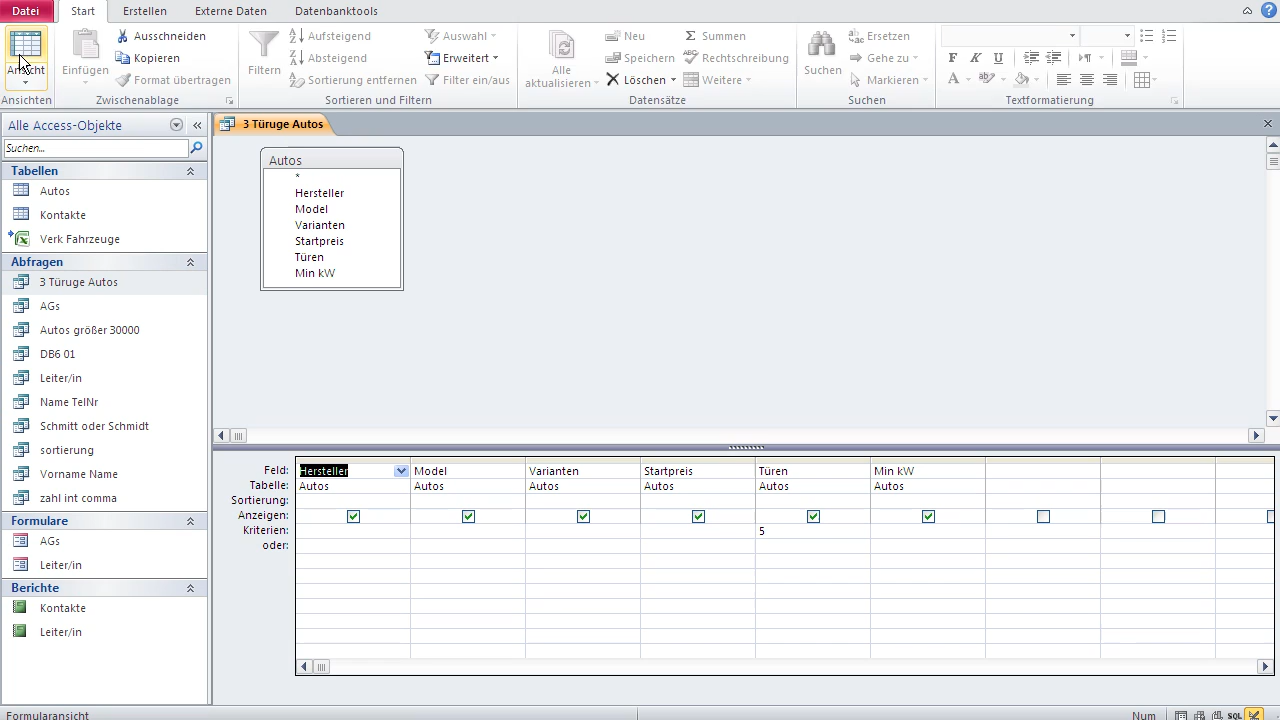 Datei Start Erstellen Externe Daten Datenbanktools
Ansicht
Ansichten
Einfügen
Ausschneiden
Kopieren
Format übertragen
Zwischenablage
Filtern
Aufsteigend
Absteigend
Sortierung entfernen
Auswahl
Erweitert
Filter ein/aus
Sortieren und Filtern
Alle
aktualisieren
Neu
Speichern
Löschen
Summen
Rechtschreibung
Weitere
Datensätze
Suchen
Ersetzen
Gehe zu
Markieren
Suchen
F K U
A
Textformatierung
Alle Access-Objekte
Suchen...
Tabellen
Autos
Kontakte
Verk Fahrzeuge
Abfragen
3 Türuge Autos
AGs
Autos größer 30000
DB6 01
Leiter/in
Name TelNr
Schmitt oder Schmidt
sortierung
Vorname Name
zahl int comma
Formulare
AGs
Leiter/in
Berichte
Kontakte
Leiter/in
3 Türuge Autos
Autos
*
Hersteller
Model
Varianten
Startpreis
Türen
Min kW
Feld: Hersteller Model Varianten Startpreis Türen Min kW
Tabelle: Autos Autos Autos Autos Autos Autos
Sortierung:
Anzeigen:
Kriterien: 5
oder:
Formularansicht Num SQL